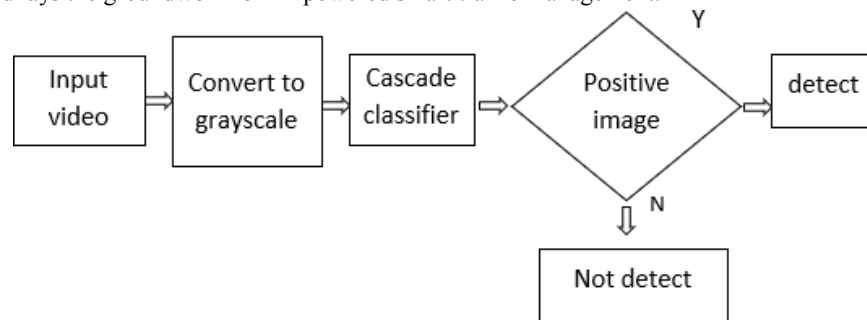 Y
Input
video
Convert to
grayscale
Cascade
classifier
Positive
image
detect
N
Not detect